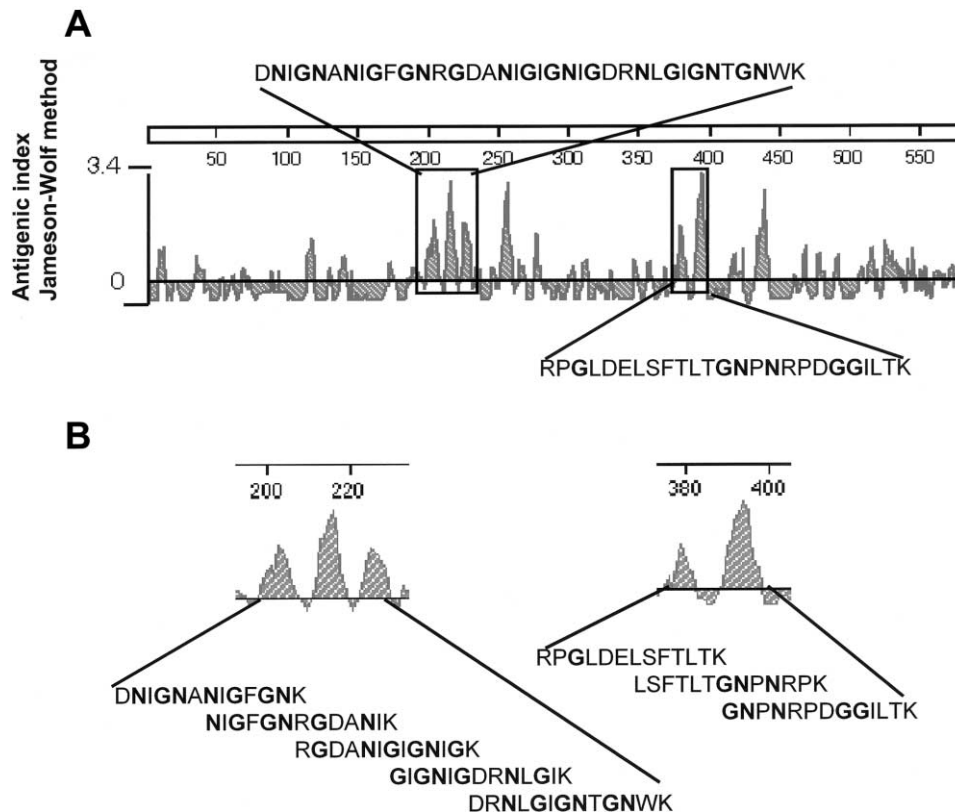 A
DNIGNANIGFGNRGDANIGIGNIGDRNLGIGNTGNWK
Antigenic index
Jameson-Wolf method
50 100 150 200 250 300 350 400 450 500 550
3.4
0
RPGLDELSFTLTGNPNRPDGGILTK
B
200 220
380 400
RPGLDELSFTLTK
LSFTLTGNPNRPK
GNPNRPDGGILTK
DNIGNANIGFGNK
NIGFGNRGDANIK
RGDANIGIGNIGK
GIGNIGDRNLGIK
DRNLGIGNTGNWK